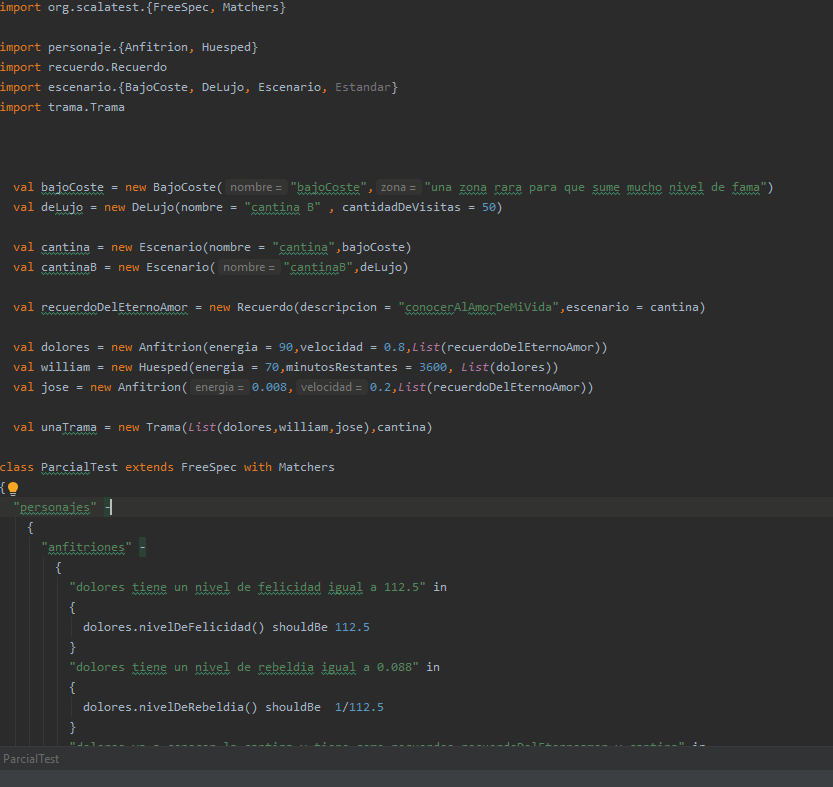 import org.scalatest.{FreeSpec, Matchers}
import personaje.{Anfitrion, Huesped}
import recuerdo.Recuerdo
import escenario.{BajoCoste, DeLujo, Escenario, Estandar}
import trama.Trama
val bajoCoste = new BajoCoste( nombre = "bajoCoste", zona = "una zona rara para que sume mucho nivel de fama")
val deLujo = new DeLujo(nombre = "cantina B" , cantidadDeVisitas = 50)
val cantina = new Escenario(nombre = "cantina",bajoCoste)
val cantinaB = new Escenario( nombre = "cantinaB",deLujo)
val recuerdoDelEternoAmor = new Recuerdo(descripcion = "conocerAlAmorDeMiVida",escenario = cantina)
val dolores = new Anfitrion(energia = 90,velocidad = 0.8,List(recuerdoDelEternoAmor))
val william = new Huesped(energia = 70,minutosRestantes = 3600, List(dolores))
val jose = new Anfitrion( energia = 0.008, velocidad = 0.2,List(recuerdoDelEternoAmor))
val unaTrama = new Trama(List(dolores,william,jose),cantina)
class ParcialTest extends FreeSpec with Matchers
{
"personajes" -
{
"anfitriones" -
{
"dolores tiene un nivel de felicidad igual a 112.5" in
{
dolores.nivelDeFelicidad() shouldBe 112.5
}
"dolores tiene un nivel de rebeldia igual a 0.088" in
{
dolores.nivelDeRebeldia() shouldBe 1/112.5
}
ParcialTest